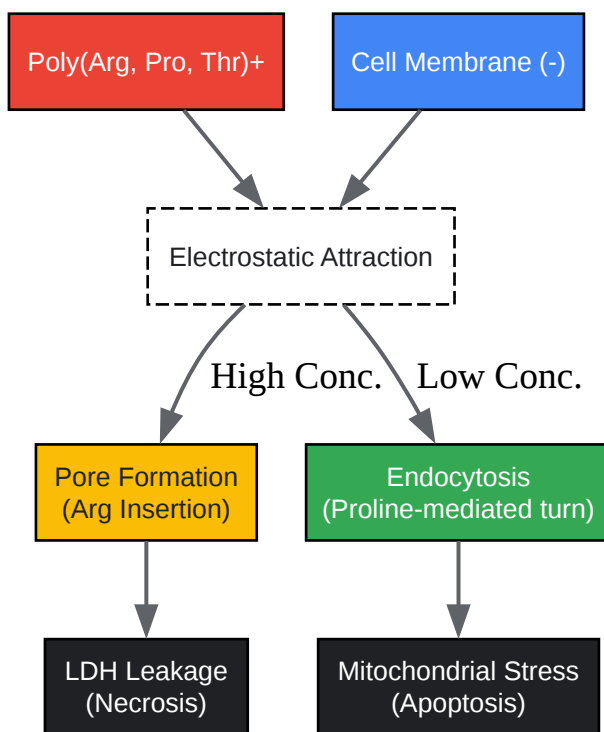 Poly(Arg, Pro, Thr)+
Cell Membrane (-)
Electrostatic Attraction
High Conc.
Low Conc.
Pore Formation
(Arg Insertion)
Endocytosis
(Proline-mediated turn)
LDH Leakage
(Necrosis)
Mitochondrial Stress
(Apoptosis)